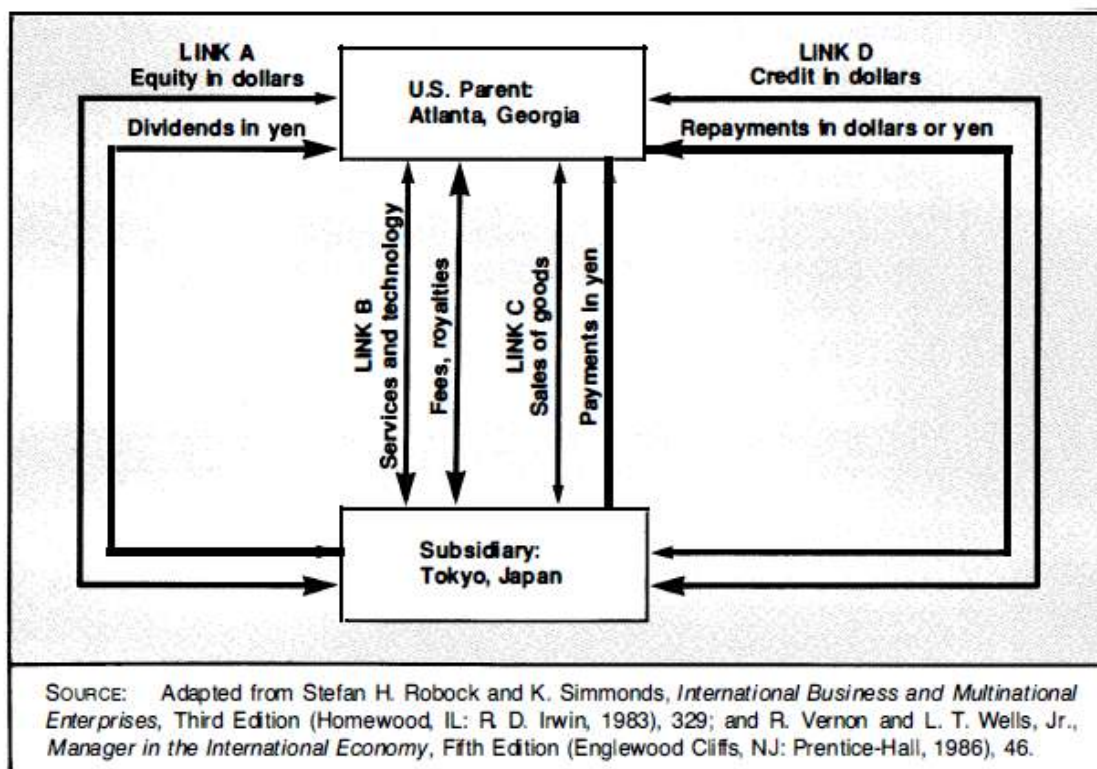 LINK A
Equity in dollars
Dividends in yen
U.S. Parent:
Atlanta, Georgia
LINK D
Credit in dollars
Repayments in dollars or yen
LINK B
Services and technology
Fees, royalties
LINK C
Sales of goods
Payments in yen
Subsidiary:
Tokyo, Japan
SOURCE: Adapted from Stefan H. Robock and K. Simmonds, International Business and Multinational
Enterprises, Third Edition (Homewood, IL: R. D. Irwin, 1983), 329; and R. Vernon and L. T. Wells, Jr.,
Manager in the International Economy, Fifth Edition (Englewood Cliffs, NJ: Prentice-Hall, 1986), 46.